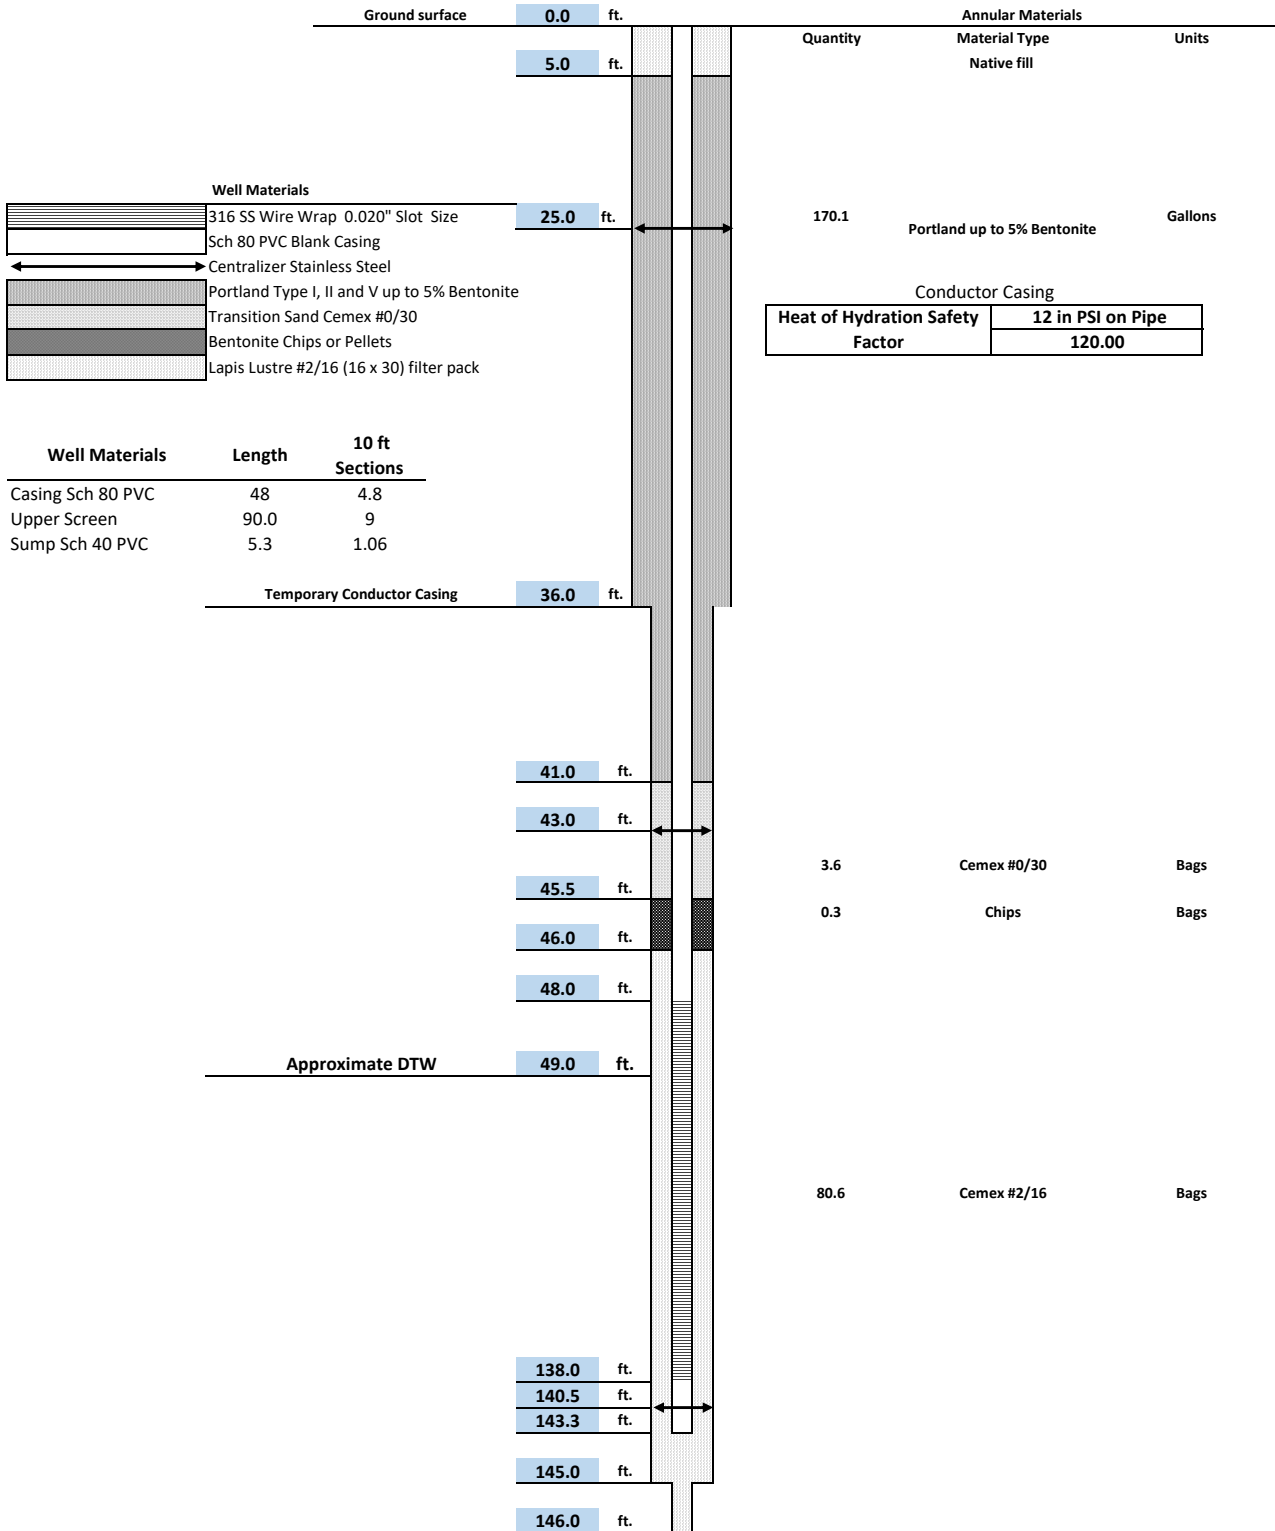 Ground surface 0.0 ft. Annular Materials
Quantity Material Type Units
5.0 ft. Native fill
Well Materials
316 SS Wire Wrap 0.020" Slot Size 25.0 ft. 170.1 Gallons
Portland up to 5% Bentonite
Sch 80 PVC Blank Casing
Centralizer Stainless Steel
Portland Type I, II and V up to 5% Bentonite Conductor Casing
Transition Sand Cemex #0/30 Heat of Hydration Safety 12 in PSI on Pipe
Bentonite Chips or Pellets Factor 120.00
Lapis Lustre #2/16 (16 x 30) filter pack
10 ft
Well Materials Length
Sections
Casing Sch 80 PVC 48 4.8
Upper Screen 90.0 9
Sump Sch 40 PVC 5.3 1.06
Temporary Conductor Casing 36.0 ft.
41.0 ft.
43.0 ft.
3.6 Cemex #0/30 Bags
45.5 ft.
0.3 Chips Bags
46.0 ft.
48.0 ft.
Approximate DTW 49.0 ft.
80.6 Cemex #2/16 Bags
138.0 ft.
140.5 ft.
143.3 ft.
145.0 ft.
146.0 ft.